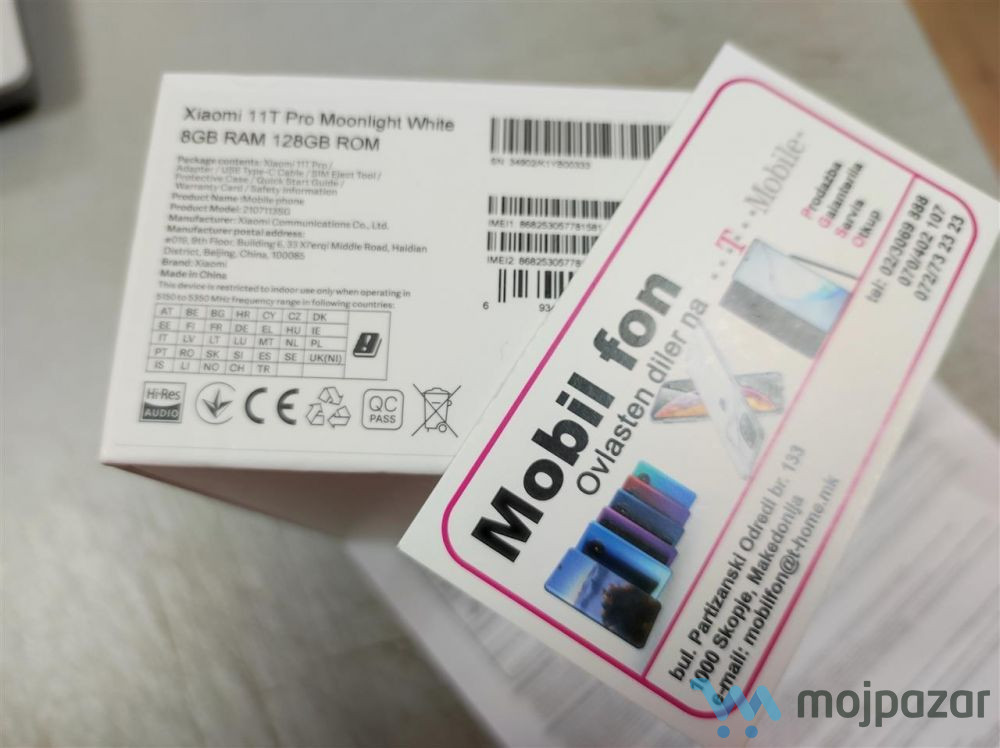 Xiaomi 11T Pro Moonlight White
8GB RAM 128GB ROM
Package contents: Xiaomi 11T Pro /
Adapter / USB Type-C Cable / SIM Eject Tool /
Protective Case / Quick Start Guide /
Warranty Card / Safety Information
Product Name: Mobile phone
Product Model: 2107113SG
Manufacturer: Xiaomi Communications Co., Ltd.
Manufacturer postal address:
#019, 9th Floor, Building 6, 33 Xi'erqi Middle Road, Haidian
District, Beijing, China, 100085
Brand: Xiaomi
Made in China
This device is restricted to indoor use only when operating in
5150 to 5350 MHz frequency range in following countries:
AT BE BG HR CY CZ DK
EE FI FR DE EL HU IE
IT LV LT LU MT NL PL
PT RO SK SI ES SE UK(NI)
IS LI NO CH TR
Hi-Res
AUDIO
CE
QC
PASS
SN:
IMEI1:
IMEI2:
6 934
Mobil fon
Ovlasten diler na
T Mobile
Prodažba
Galanterija
Servis
Otkup
tel: 02/3069 888
070/402 107
072/73 23 23
bul. Partizanski Odredi br. 133
1000 Skopje, Makedonija
e-mail: mobilfon@t-home.mk
mojpazar